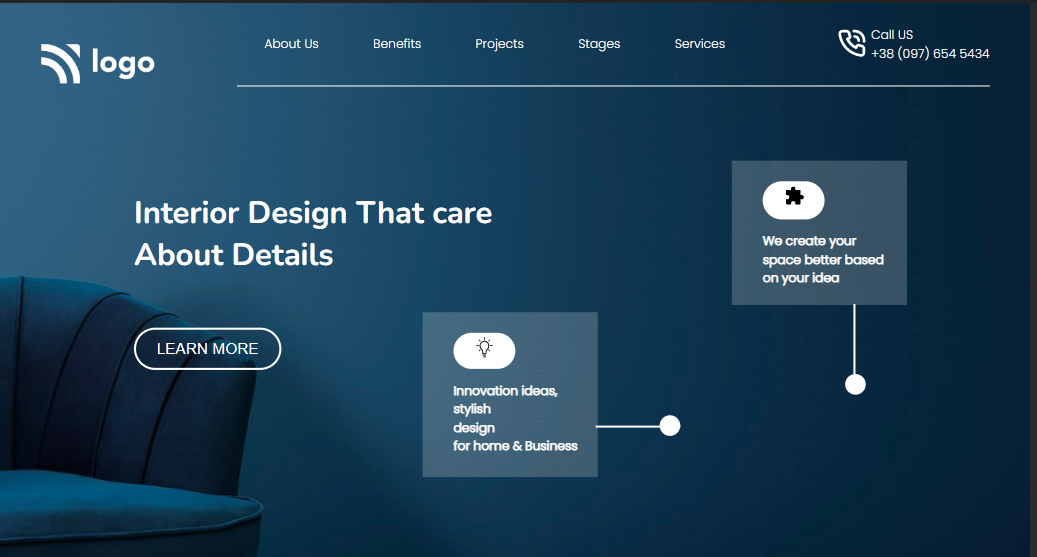 logo
About Us
Benefits
Projects
Stages
Services
Call US
+38 (097) 654 5434
Interior Design That care
About Details
LEARN MORE
We create your
space better based
on your idea
Innovation ideas,
stylish
design
for home & Business